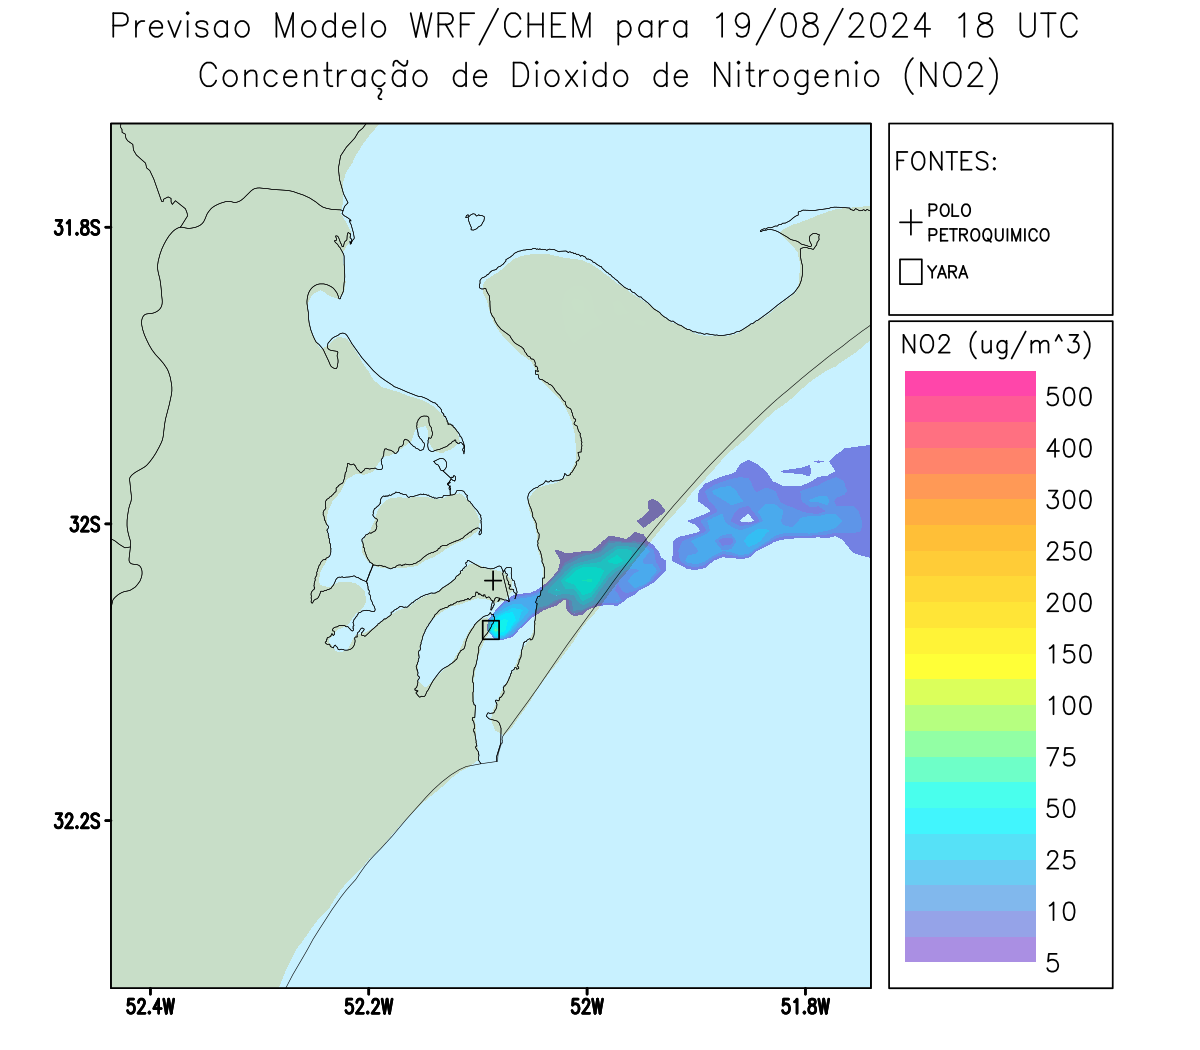 Previsao Modelo WRF/CHEM para 19/08/2024 18 UTC
Concentração de Dioxido de Nitrogenio (NO2)
FONTES:
POLO
PETROQUIMICO
YARA
NO2 (ug/m^3)
500
400
300
250
200
150
100
75
50
25
10
5
31.8S
32S
32.2S
52.4W
52.2W
52W
51.8W